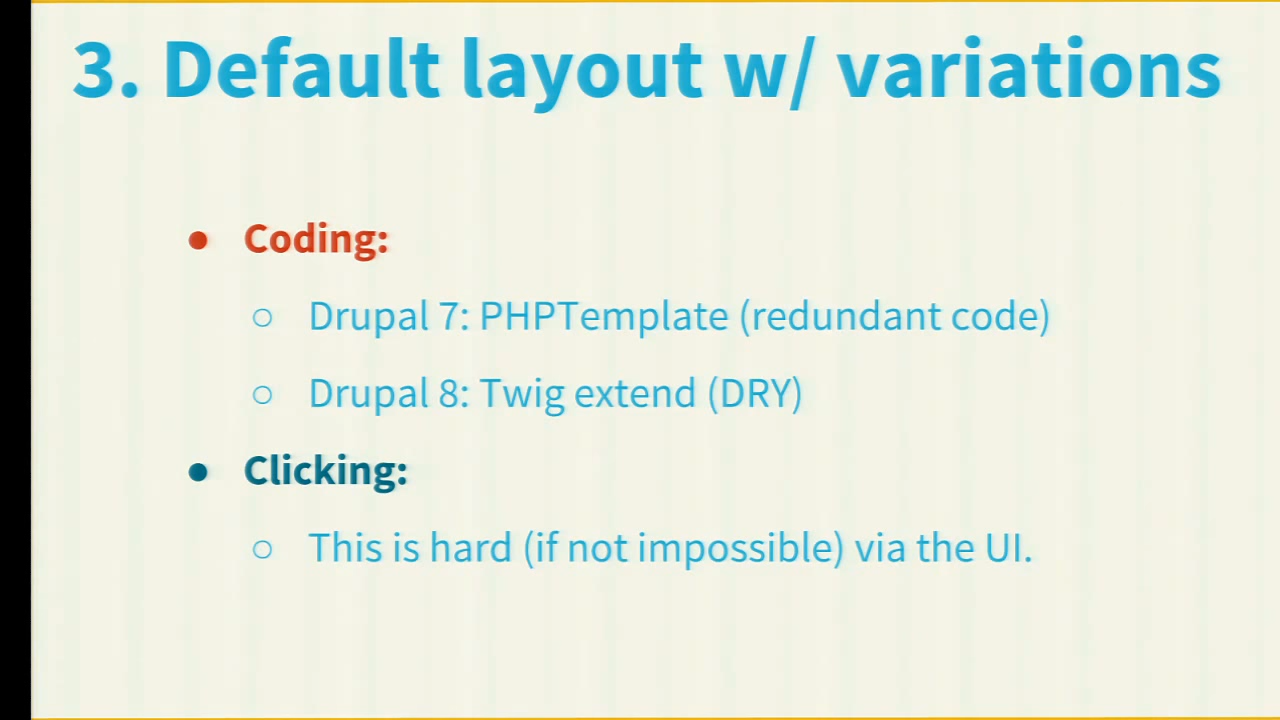 3. Default layout w/ variations
● Coding:
○ Drupal 7: PHPTemplate (redundant code)
○ Drupal 8: Twig extend (DRY)
● Clicking:
○ This is hard (if not impossible) via the UI.